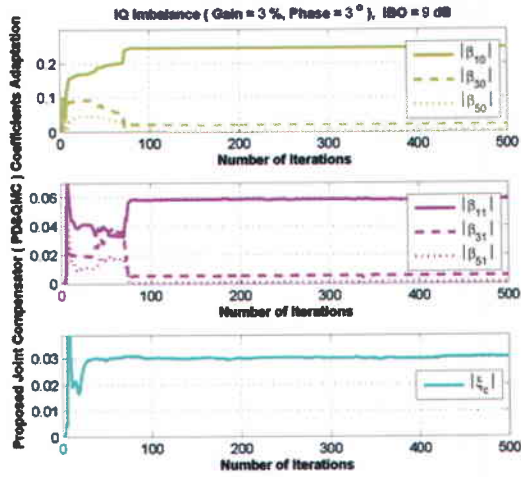 IQ Imbalance ( Gain = 3 %, Phase = 3 º ), IBO = 9 dB
Proposed Joint Compensator ( PDSQMC ) Coefficients Adaptation
0.2
0.1
0
0 100 200 300 400 500
Number of Iterations
|β10|
|β30|
|β50|
0.06
0.04
0.02
0
0 100 200 300 400 500
Number of Iterations
|β11|
|β31|
|β51|
0.03
0.02
0.01
0
0 100 200 300 400 500
Number of Iterations